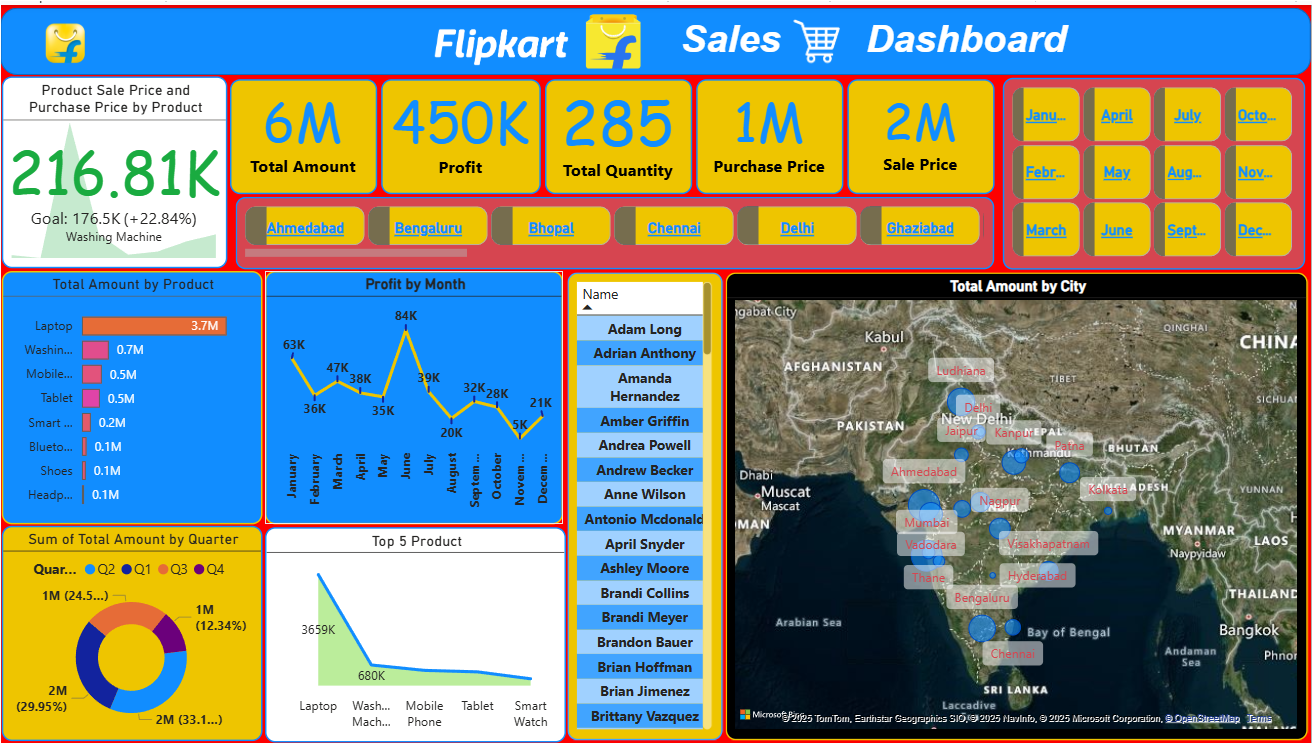 Flipkart Sales Dashboard
Product Sale Price and
Purchase Price by Product
216.81K
Goal: 176.5K (+22.84%)
Washing Machine
6M
Total Amount
450K
Profit
285
Total Quantity
1M
Purchase Price
2M
Sale Price
Ahmedabad
Bengaluru
Bhopal
Chennai
Delhi
Ghaziabad
Janu...
April
July
Octo...
Febr...
May
Aug...
Nov...
March
June
Sept...
Dec...
Total Amount by Product
Laptop 3.7M
Washin... 0.7M
Mobile... 0.5M
Tablet 0.5M
Smart ... 0.2M
Blueto... 0.1M
Shoes 0.1M
Headp... 0.1M
Profit by Month
63K
36K
47K
38K
35K
84K
39K
20K
32K
28K
5K
21K
January
February
March
April
May
June
July
August
Septem...
October
Novem...
Decem...
Name
Adam Long
Adrian Anthony
Amanda
Hernandez
Amber Griffin
Andrea Powell
Andrew Becker
Anne Wilson
Antonio Mcdonald
April Snyder
Ashley Moore
Brandi Collins
Brandi Meyer
Brandon Bauer
Brian Hoffman
Brian Jimenez
Brittany Vazquez
Total Amount by City
ngabat City
Kabul
QINGHAI
CHINA
AFGHANISTAN
Ludhiana
TIBET
SICHUAN
Delhi
New Delhi
PAKISTAN
Jaipur
Kanpur
NEPAL
Patna
BHUTAN
Kathmandu
Dhabi
Ahmedabad
Kolkata
BANGLADESH
YUNNAN
Muscat
Muscat
Nagpur
OMAN
Mumbai
MYANMAR
Vadodara
Visakhapatnam
LAOS
Naypyidaw
Thane
Hyderabad
Bengaluru
THAILAND
Arabian Sea
Bay of Bengal
Bangkok
Chennai
Andaman
Sea
Phnom
SRI LANKA
Laccadive
Microsoft Bing
© 2025 TomTom, Earthstar Geographics SIO, © 2025 NavInfo, © 2025 Microsoft Corporation, © OpenStreetMap Terms
Sum of Total Amount by Quarter
Quar... Q2 Q1 Q3 Q4
1M (24.5...)
1M
(12.34%)
2M
(29.95%)
2M (33.1...)
Top 5 Product
3659K
680K
Laptop
Wash...
Mach...
Mobile
Phone
Tablet
Smart
Watch